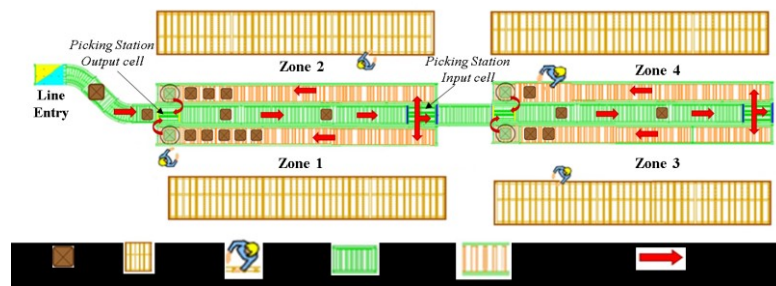 Picking Station
Output cell
Zone 2
Picking Station
Input cell
Zone 4
Line
Entry
Zone 1
Zone 3